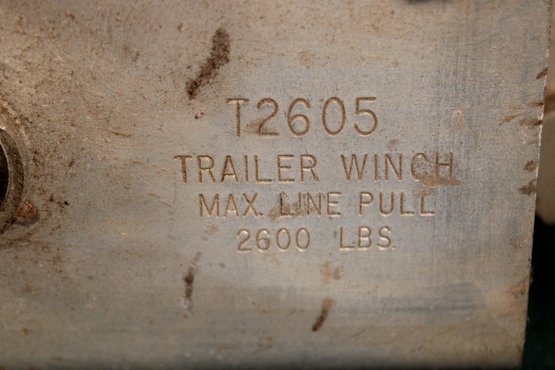 T2605
TRAILER WINCH
MAX. LINE PULL
2600 LBS.